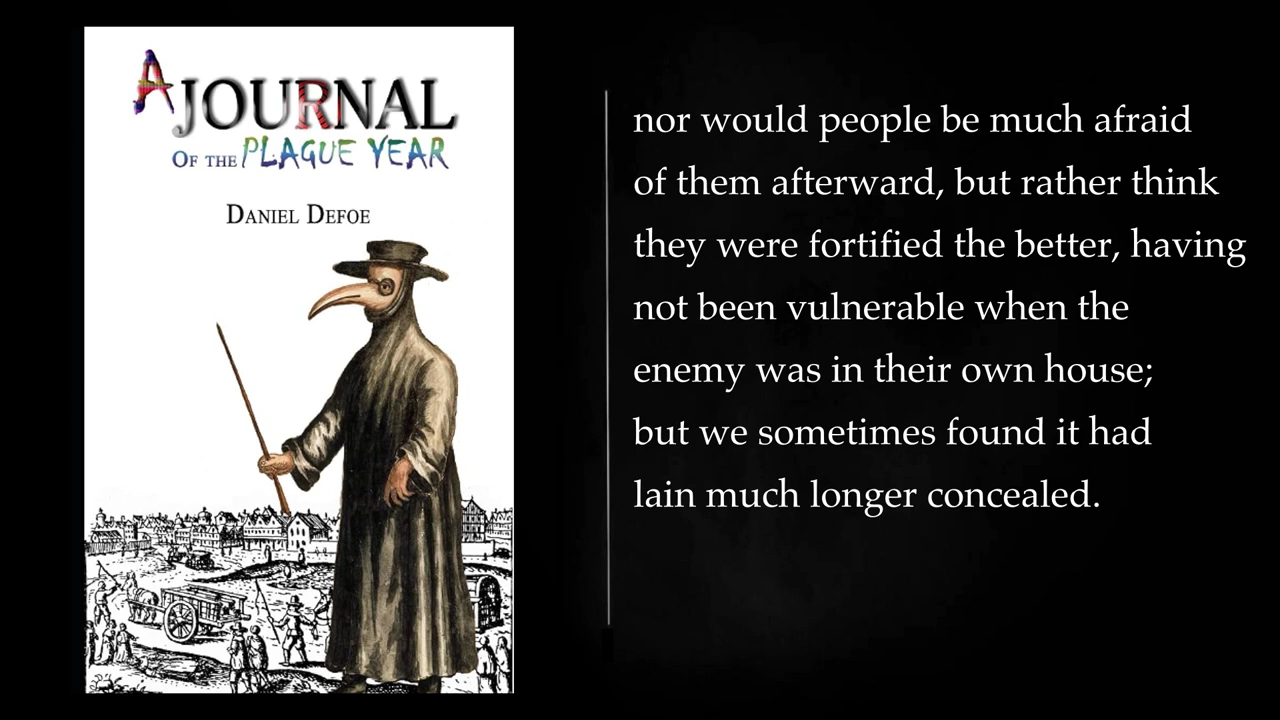 A JOURNAL
OF THE PLAGUE YEAR
DANIEL DEFOE
nor would people be much afraid
of them afterward, but rather think
they were fortified the better, having
not been vulnerable when the
enemy was in their own house;
but we sometimes found it had
lain much longer concealed.